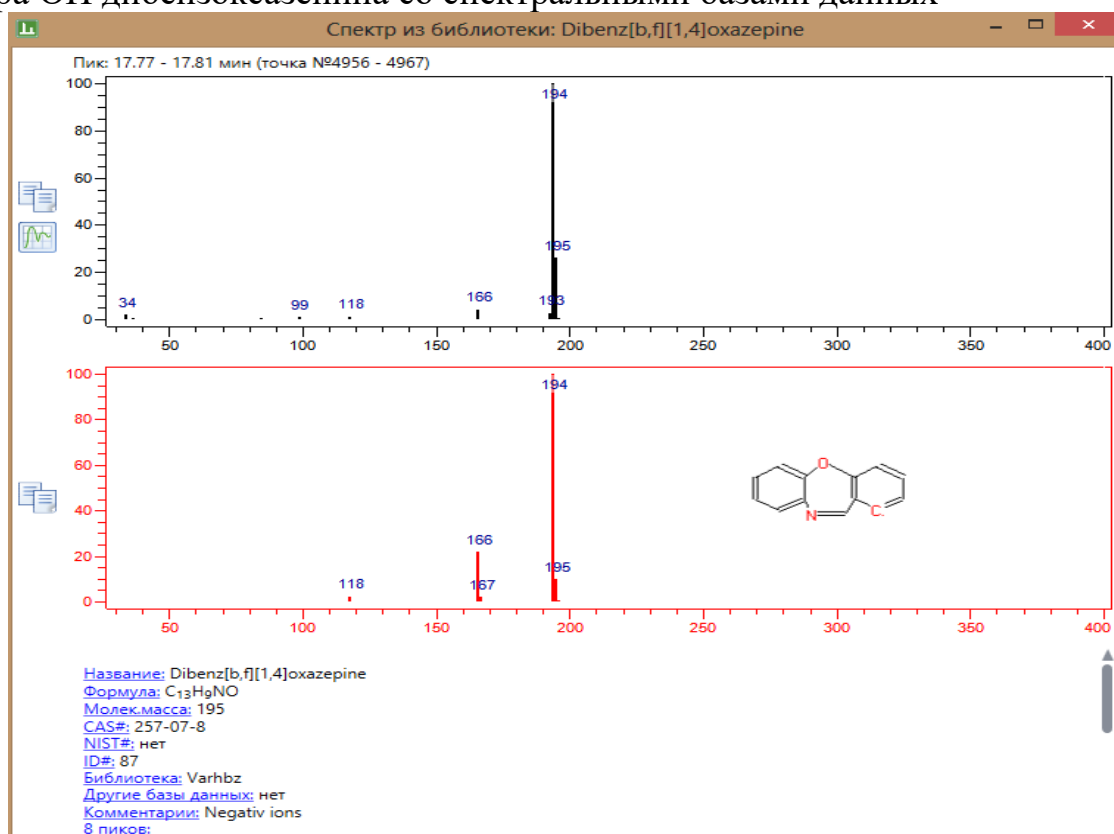 со спектральными базами данных
Спектр из библиотеки: Dibenz[b,f][1,4]oxazepine
Пик: 17.77 - 17.81 мин (точка №4956 - 4967)
100
80
60
40
20
0
194
195
193
166
118
99
34
50 100 150 200 250 300 350 400
100
80
60
40
20
0
194
195
166
167
118
O
N
C
50 100 150 200 250 300 350 400
Название: Dibenz[b,f][1,4]oxazepine
Формула: C₁₃H₉NO
Молек.масса: 195
CAS#: 257-07-8
NIST#: нет
ID#: 87
Библиотека: Varhbz
Другие базы данных: нет
Комментарии: Negativ ions
8 пиков: